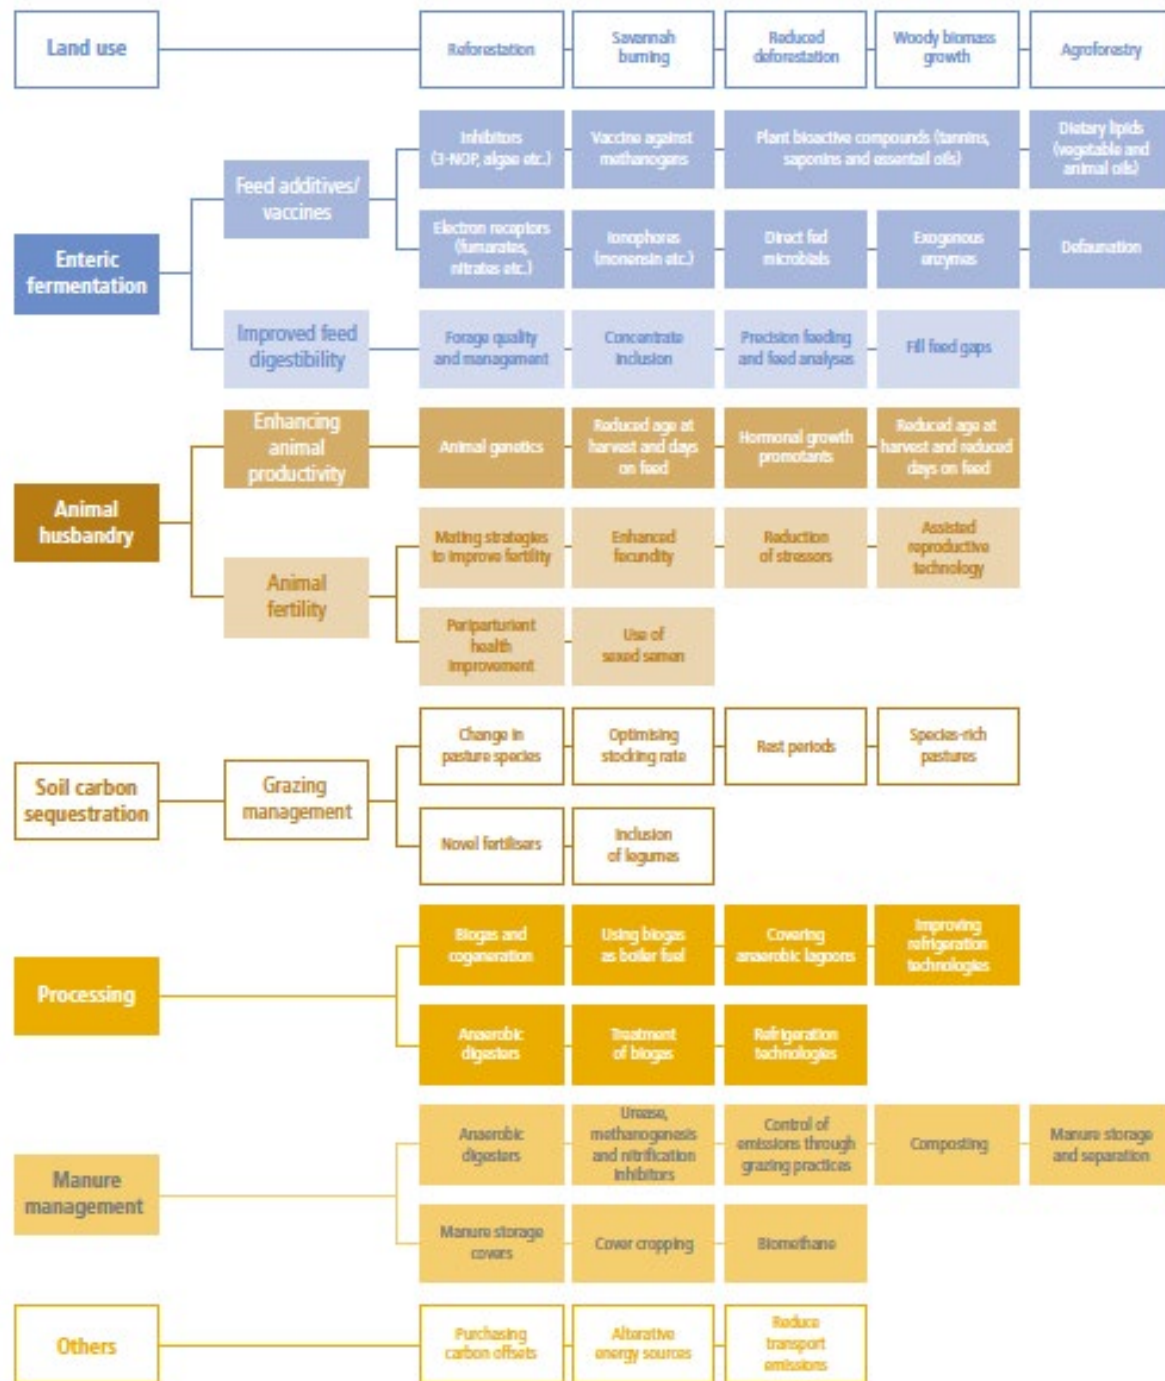 Land use
Reforestation
Savannah
burning
Reduced
deforestation
Woody biomass
growth
Agroforestry
Enteric
fermentation
Feed additives/
vaccines
Inhibitors
(3-NOP, algae etc.)
Vaccine against
methanogens
Plant bioactive compounds (tannins,
saponins and essentail oils)
Dietary lipids
(vegetable and
animal oils)
Electron receptors
(fumarates,
nitrates etc.)
Ionophores
(monensin etc.)
Direct fed
microbials
Exogenous
enzymes
Defaunation
Improved feed
digestibility
Forage quality
and management
Concentrate
inclusion
Precision feeding
and feed analyses
Fill feed gaps
Animal
husbandry
Enhancing
animal
productivity
Animal genetics
Reduced age at
harvest and days
on feed
Hormonal growth
promotants
Reduced age at
harvest and reduced
days on feed
Animal
fertility
Mating strategies
to improve fertility
Enhanced
fecundity
Reduction
of stressors
Assisted
reproductive
technology
Periparturient
health
improvement
Use of
sexed semen
Soil carbon
sequestration
Grazing
management
Change in
pasture species
Optimising
stocking rate
Rest periods
Species-rich
pastures
Novel fertilisers
Inclusion
of legumes
Processing
Biogas and
cogeneration
Using biogas
as boiler fuel
Covering
anaerobic lagoons
Improving
refrigeration
technologies
Anaerobic
digesters
Treatment
of biogas
Refrigeration
technologies
Manure
management
Anaerobic
digesters
Urease,
methanogenesis
and nitrification
inhibitors
Control of
emissions through
grazing practices
Composting
Manure storage
and separation
Manure storage
covers
Cover cropping
Biomethane
Others
Purchasing
carbon offsets
Alterative
energy sources
Reduce
transport
emissions